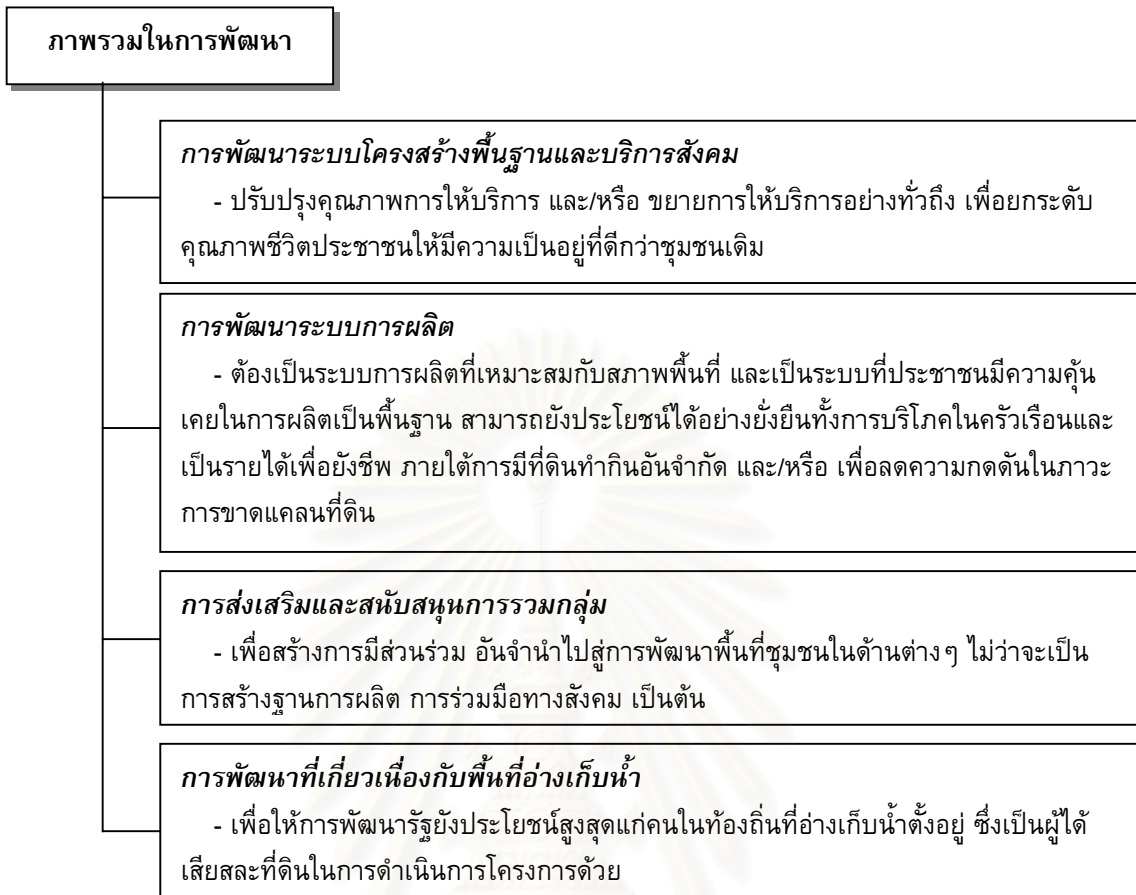 ภาพรวมในการพัฒนา
การพัฒนาระบบโครงสร้างพื้นฐานและบริการสังคม
- ปรับปรุงคุณภาพการให้บริการ และ/หรือ ขยายการให้บริการอย่างทั่วถึง เพื่อยกระดับ
คุณภาพชีวิตประชาชนให้มีความเป็นอยู่ที่ดีกว่าชุมชนเดิม
การพัฒนาระบบการผลิต
- ต้องเป็นระบบการผลิตที่เหมาะสมกับสภาพพื้นที่ และเป็นระบบที่ประชาชนมีความคุ้น
เคยในการผลิตเป็นพื้นฐาน สามารถยังประโยชน์ได้อย่างยั่งยืนทั้งการบริโภคในครัวเรือนและ
เป็นรายได้เพื่อยังชีพ ภายใต้การมีที่ดินทำกินอันจำกัด และ/หรือ เพื่อลดความกดดันในภาวะ
การขาดแคลนที่ดิน
การส่งเสริมและสนับสนุนการรวมกลุ่ม
- เพื่อสร้างการมีส่วนร่วม อันจำนำไปสู่การพัฒนาพื้นที่ชุมชนในด้านต่างๆ ไม่ว่าจะเป็น
การสร้างฐานการผลิต การร่วมมือทางสังคม เป็นต้น
การพัฒนาที่เกี่ยวเนื่องกับพื้นที่อ่างเก็บน้ำ
- เพื่อให้การพัฒนารัฐยังประโยชน์สูงสุดแก่คนในท้องถิ่นที่อ่างเก็บน้ำตั้งอยู่ ซึ่งเป็นผู้ได้
เสียสละที่ดินในการดำเนินการโครงการด้วย